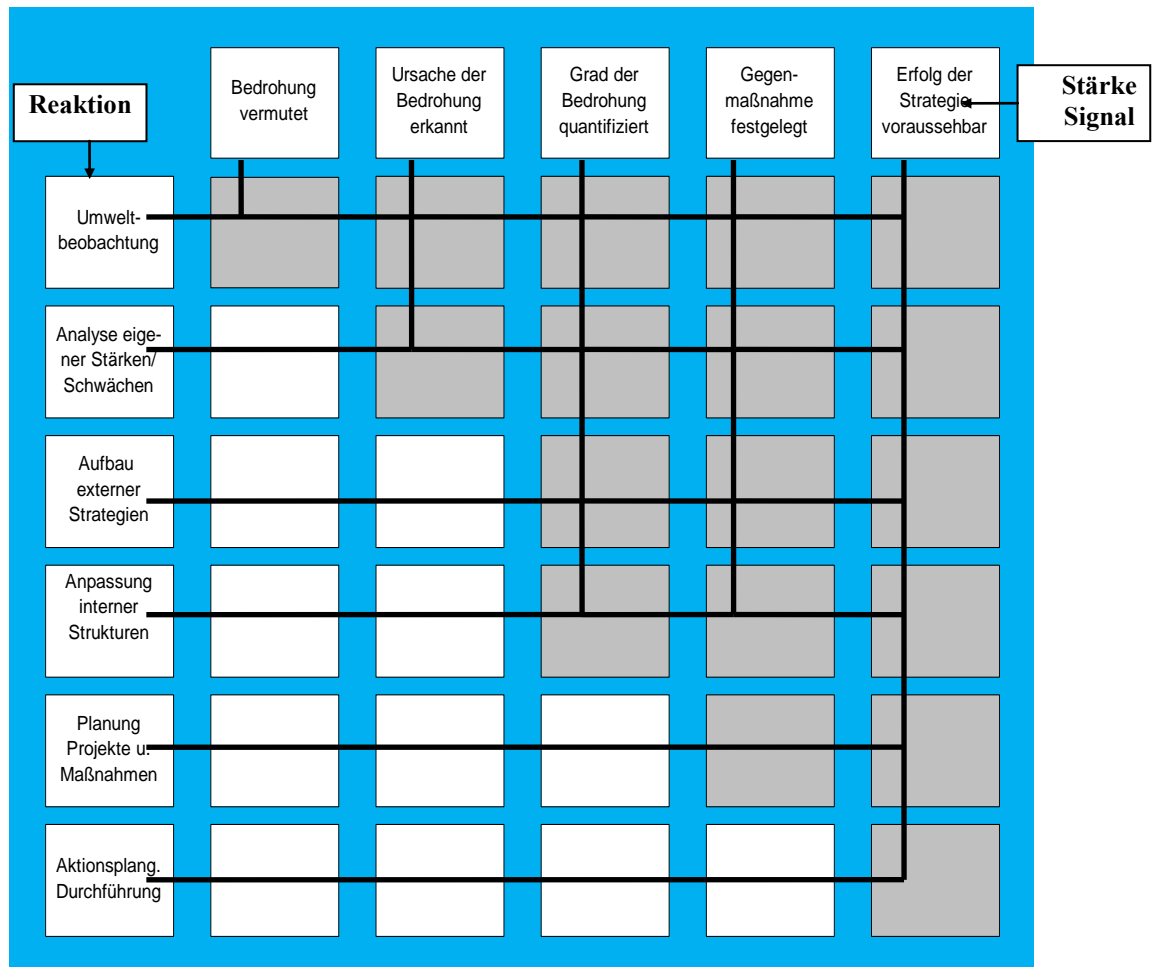 Bedrohung
vermutet
Ursache der
Bedrohung
erkannt
Grad der
Bedrohung
quantifiziert
Gegen-
maßnahme
festgelegt
Erfolg der
Strategie
voraussehbar
Stärke
Signal
Reaktion
Umwelt-
beobachtung
Analyse eige-
ner Stärken/
Schwächen
Aufbau
externer
Strategien
Anpassung
interner
Strukturen
Planung
Projekte u.
Maßnahmen
Aktionsplang.
Durchführung